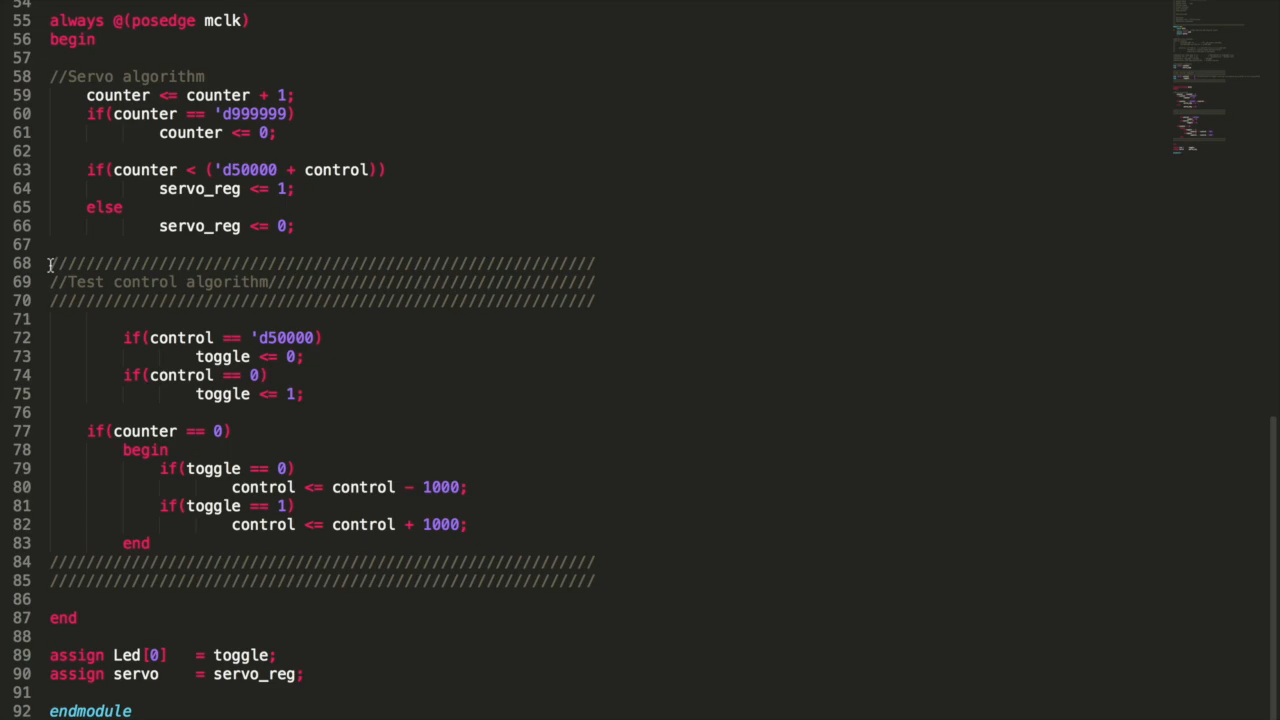 54
55 always @(posedge mclk)
56 begin
57
58 //Servo algorithm
59 counter <= counter + 1;
60 if(counter == 'd999999)
61 counter <= 0;
62
63 if(counter < ('d50000 + control))
64 servo_reg <= 1;
65 else
66 servo_reg <= 0;
67
68 ////////////////////////////////////////////////////////////
69 //Test control algorithm////////////////////////////////////
70 ////////////////////////////////////////////////////////////
71
72 if(control == 'd50000)
73 toggle <= 0;
74 if(control == 0)
75 toggle <= 1;
76
77 if(counter == 0)
78 begin
79 if(toggle == 0)
80 control <= control - 1000;
81 if(toggle == 1)
82 control <= control + 1000;
83 end
84 ////////////////////////////////////////////////////////////
85 ////////////////////////////////////////////////////////////
86
87 end
88
89 assign Led[0] = toggle;
90 assign servo = servo_reg;
91
92 endmodule